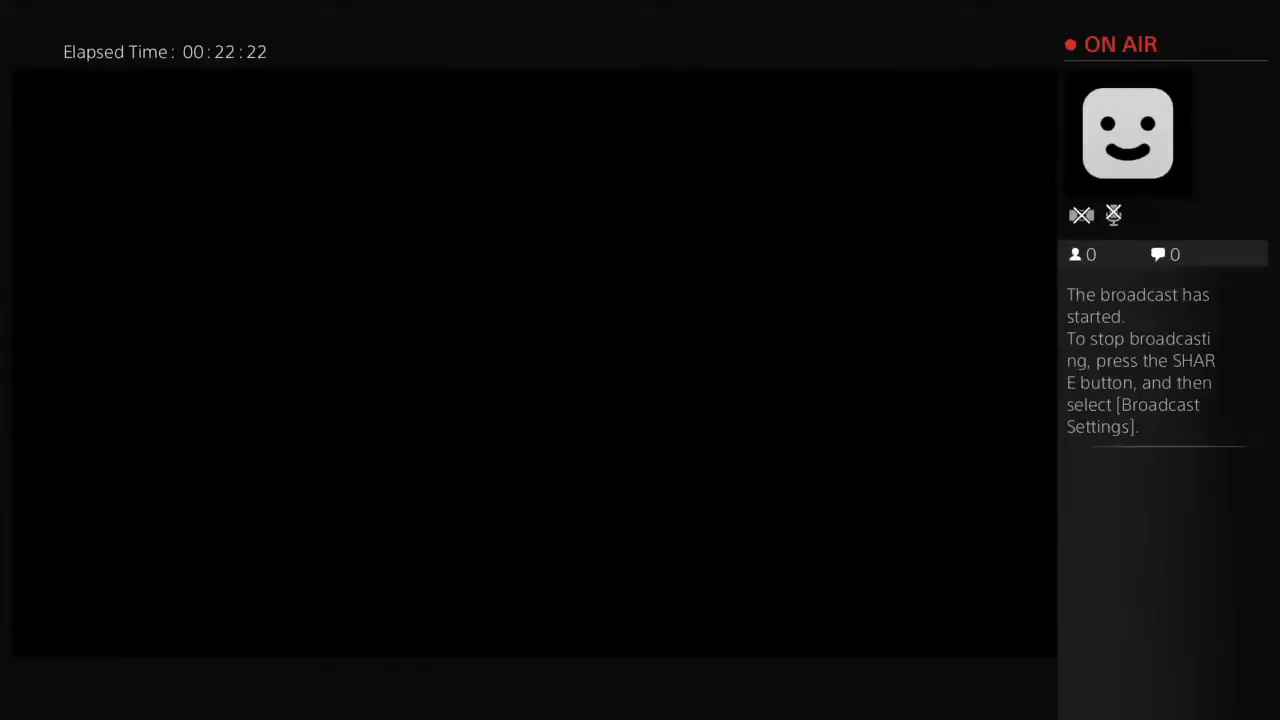 Elapsed Time: 00:22:22
ON AIR
0 0
The broadcast has
started.
To stop broadcasti
ng, press the SHAR
E button, and then
select [Broadcast
Settings].